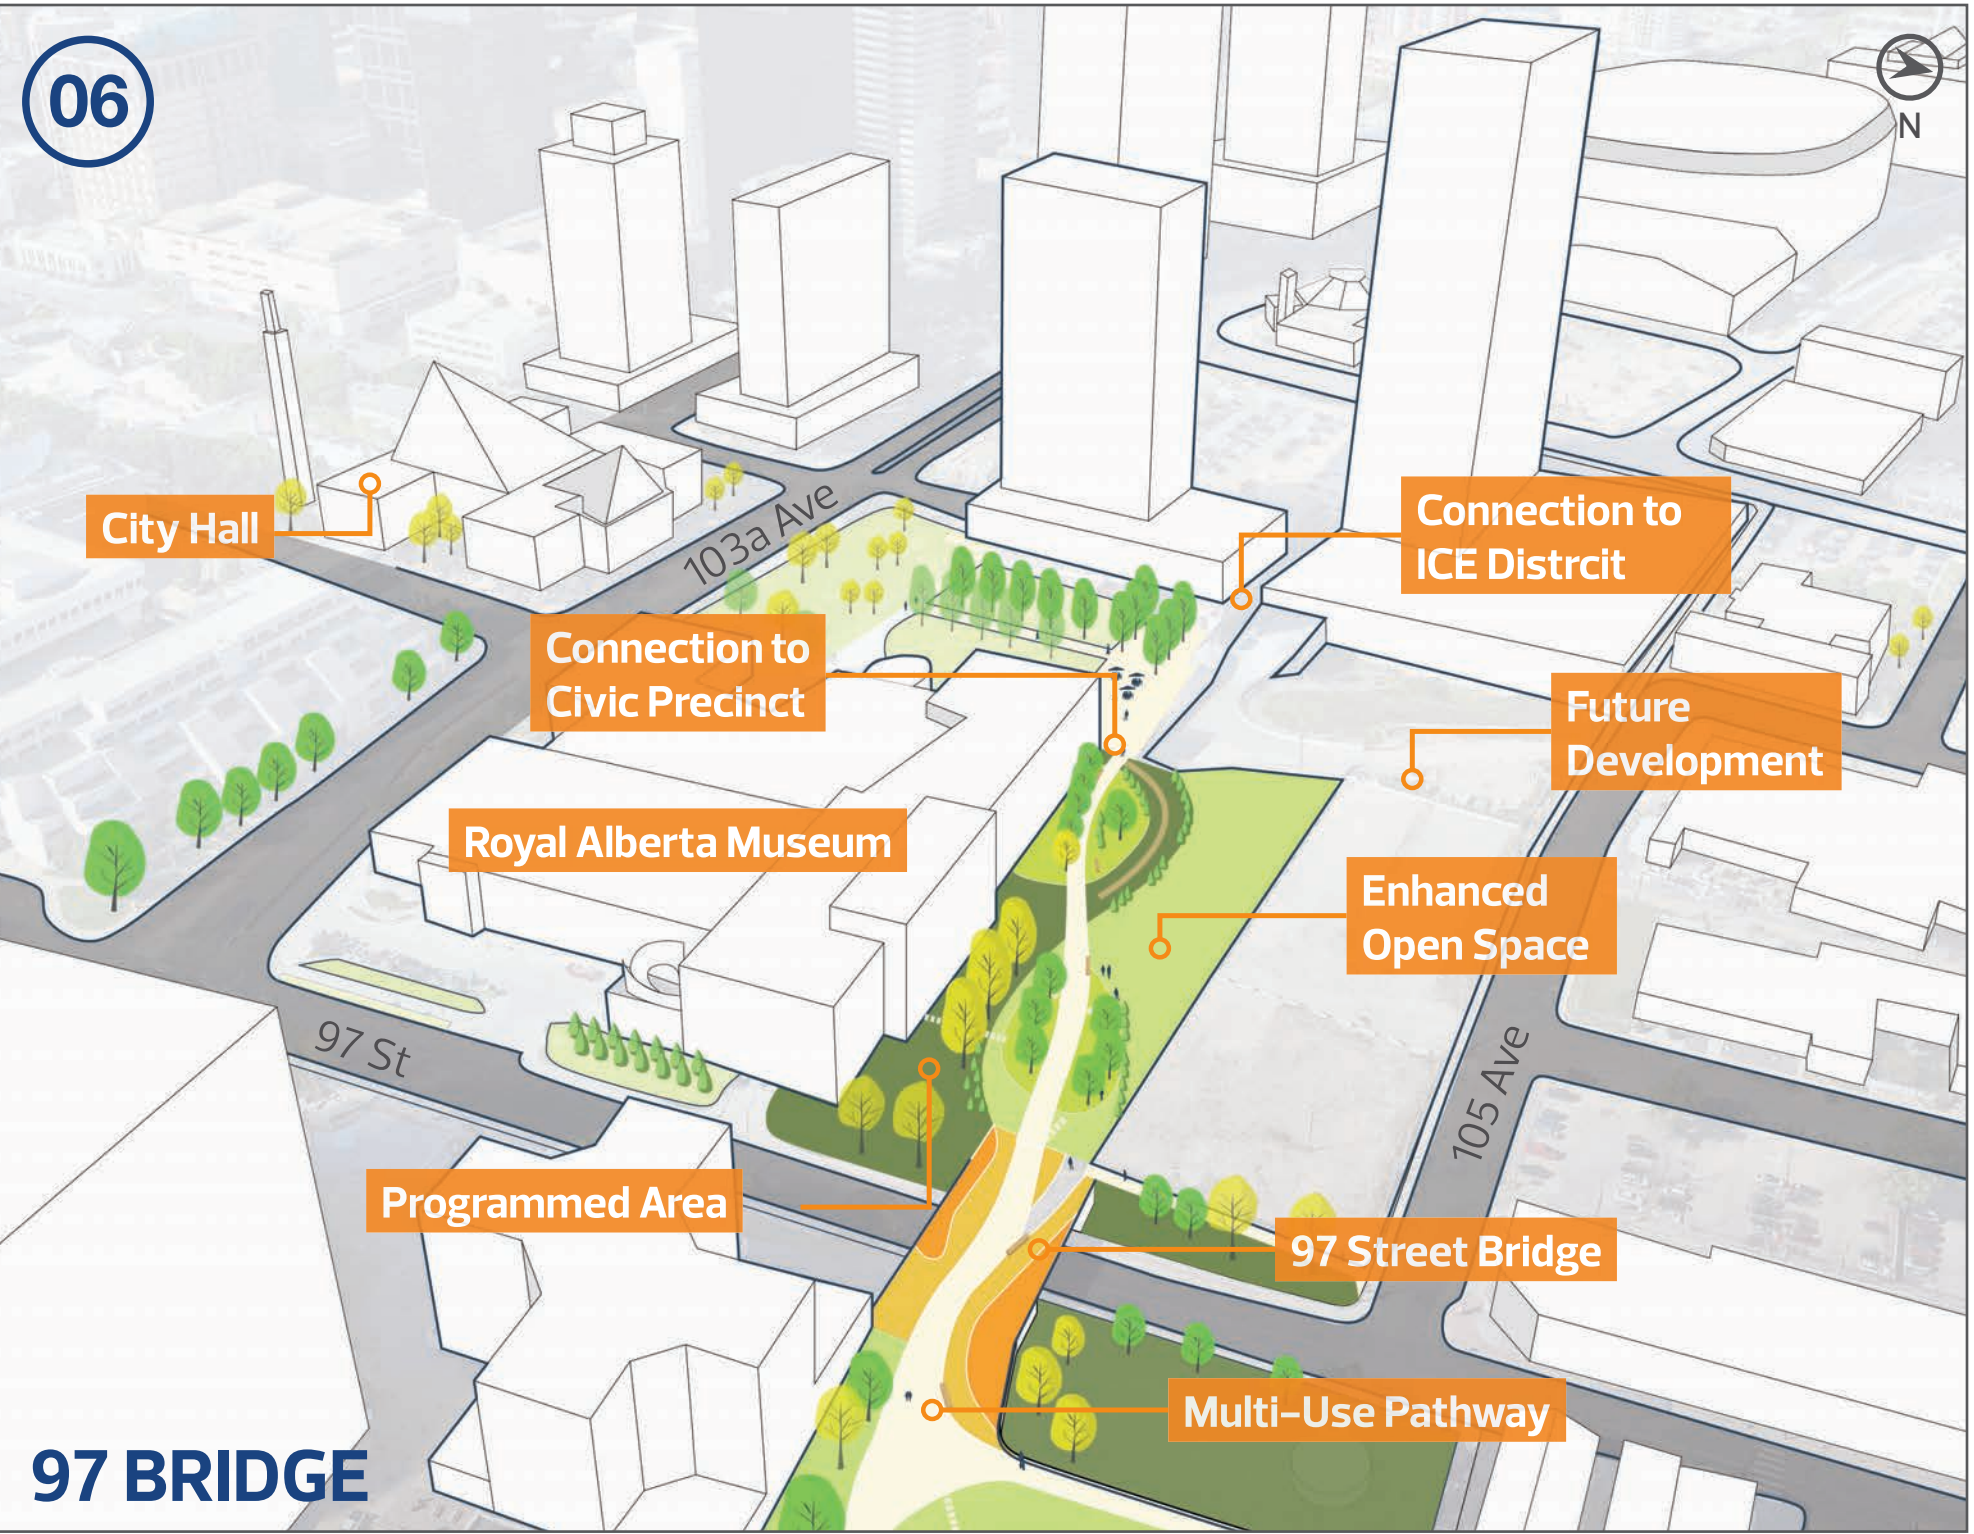 06
N
City Hall
103a Ave
Connection to
ICE Distrcit
Connection to
Civic Precinct
Future
Development
Royal Alberta Museum
Enhanced
Open Space
97 St
105 Ave
Programmed Area
97 Street Bridge
Multi-Use Pathway
97 BRIDGE